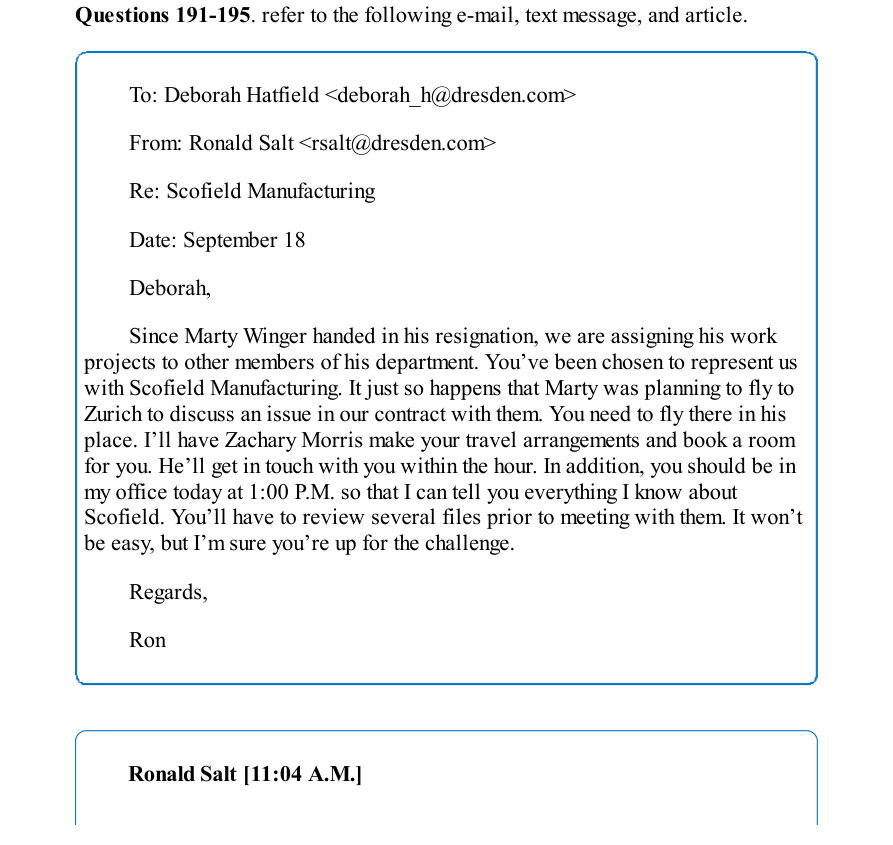 Questions 191-195. refer to the following e-mail, text message, and article.
To: Deborah Hatfield <deborah_h@dresden.com>
From: Ronald Salt <rsalt@dresden.com>
Re: Scofield Manufacturing
Date: September 18
Deborah,
Since Marty Winger handed in his resignation, we are assigning his work
projects to other members of his department. You’ve been chosen to represent us
with Scofield Manufacturing. It just so happens that Marty was planning to fly to
Zurich to discuss an issue in our contract with them. You need to fly there in his
place. I’ll have Zachary Morris make your travel arrangements and book a room
for you. He’ll get in touch with you within the hour. In addition, you should be in
my office today at 1:00 P.M. so that I can tell you everything I know about
Scofield. You’ll have to review several files prior to meeting with them. It won’t
be easy, but I’m sure you’re up for the challenge.
Regards,
Ron
Ronald Salt [11:04 A.M.]